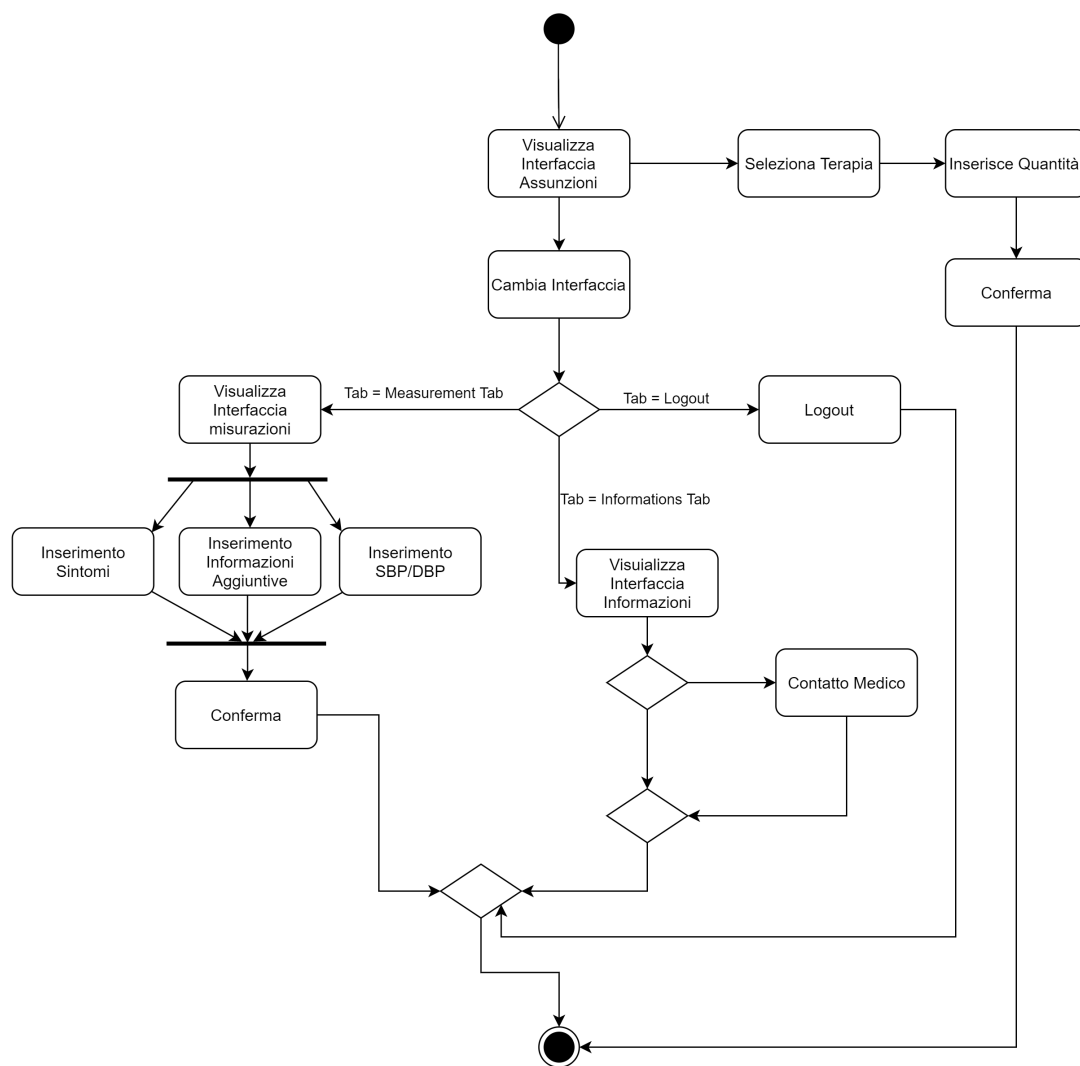 Visualizza
Interfaccia
Assunzioni
Seleziona Terapia
Inserisce Quantità
Cambia Interfaccia
Conferma
Visualizza
Interfaccia
misurazioni
Tab = Measurement Tab
Tab = Logout
Logout
Tab = Informations Tab
Inserimento
Sintomi
Inserimento
Informazioni
Aggiuntive
Inserimento
SBP/DBP
Visuializza
Interfaccia
Informazioni
Contatto Medico
Conferma